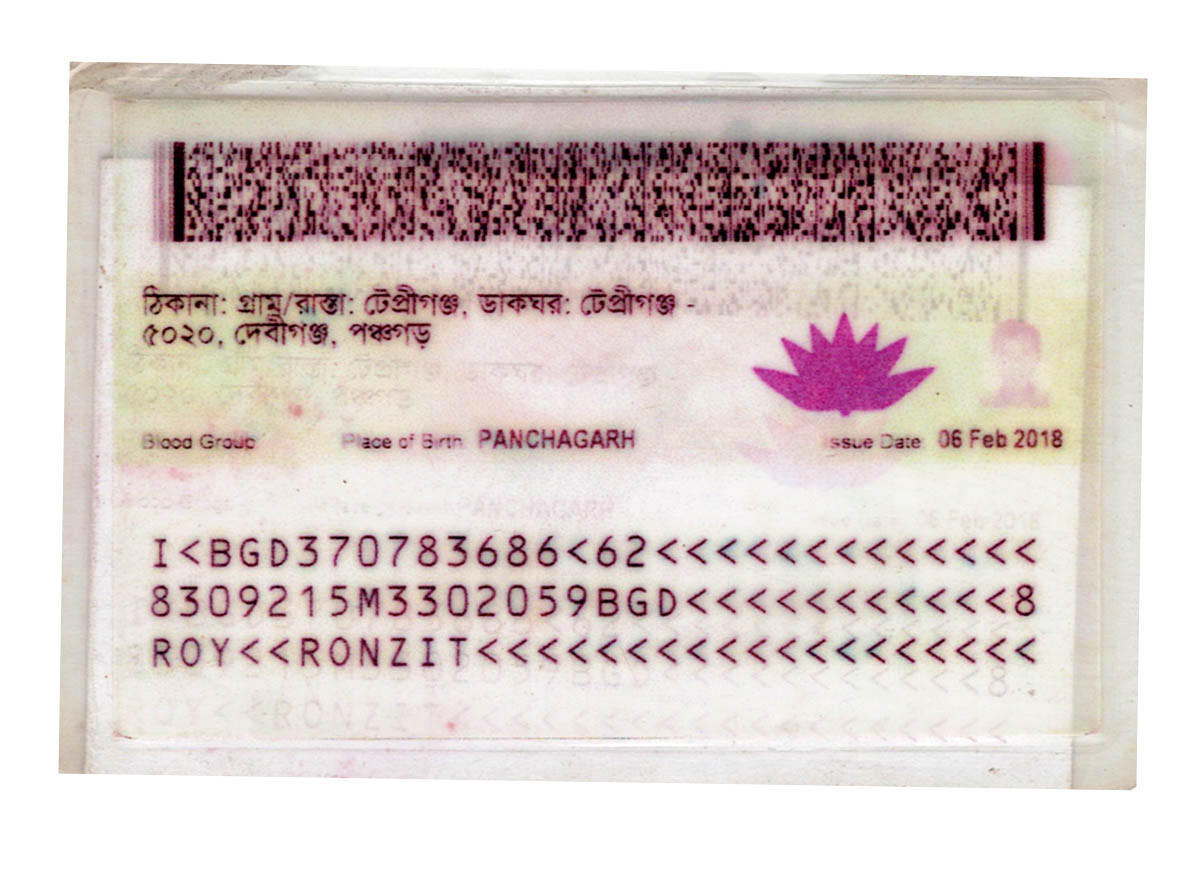 ঠিকানা: গ্রাম/রাস্তা: টেপ্রীগঞ্জ, ডাকঘর: টেপ্রীগঞ্জ -
৫০২০, দেবীগঞ্জ, পঞ্চগড়
Blood Group Place of Birth PANCHAGARH Issue Date 06 Feb 2018
I<BGD370783686<62<<<<<<<<<<<<<
8309215M3302059BGD<<<<<<<<<<<8
ROY<<RONZIT<<<<<<<<<<<<<<<<<<<